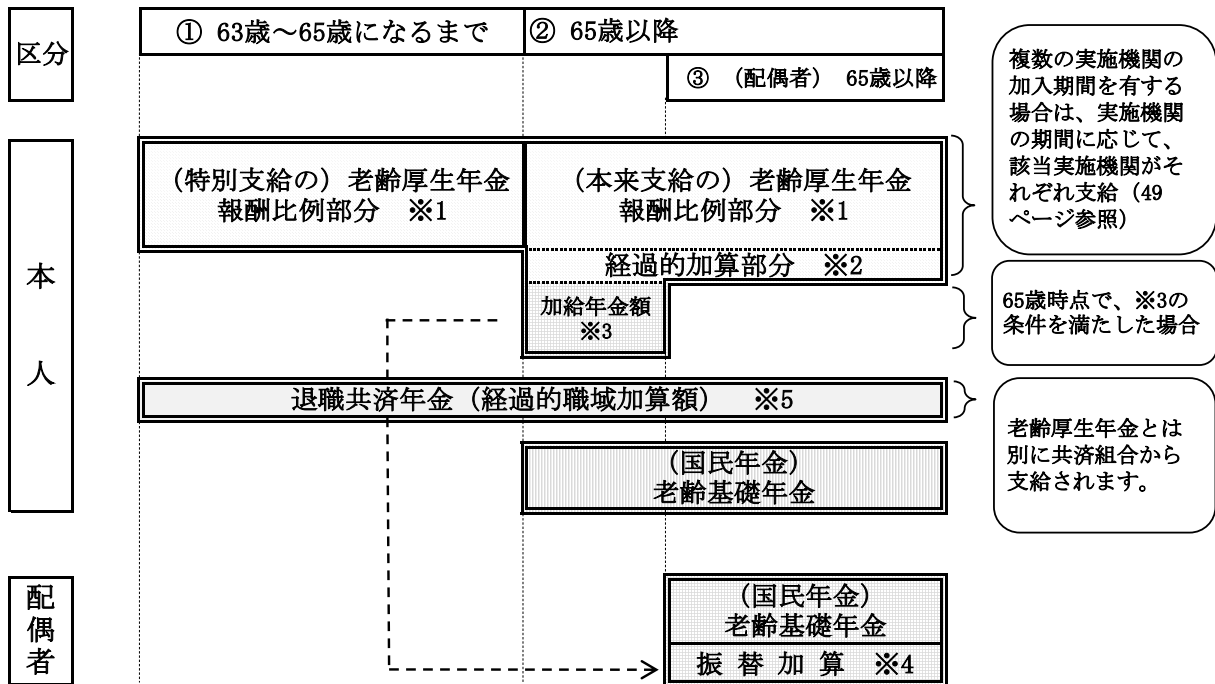 区分
① 63歳～65歳になるまで
② 65歳以降
③ (配偶者) 65歳以降
複数の実施機関の
加入期間を有する
場合は、実施機関
の期間に応じて、
該当実施機関がそ
れぞれ支給（49
ページ参照）
本
人
(特別支給の) 老齢厚生年金
報酬比例部分 ※1
(本来支給の) 老齢厚生年金
報酬比例部分 ※1
経過的加算部分 ※2
加給年金額
※3
65歳時点で、※3の
条件を満たした場合
退職共済年金 (経過的職域加算額) ※5
老齢厚生年金とは
別に共済組合から
支給されます。
(国民年金)
老齢基礎年金
配
偶
者
(国民年金)
老齢基礎年金
振 替 加 算 ※4